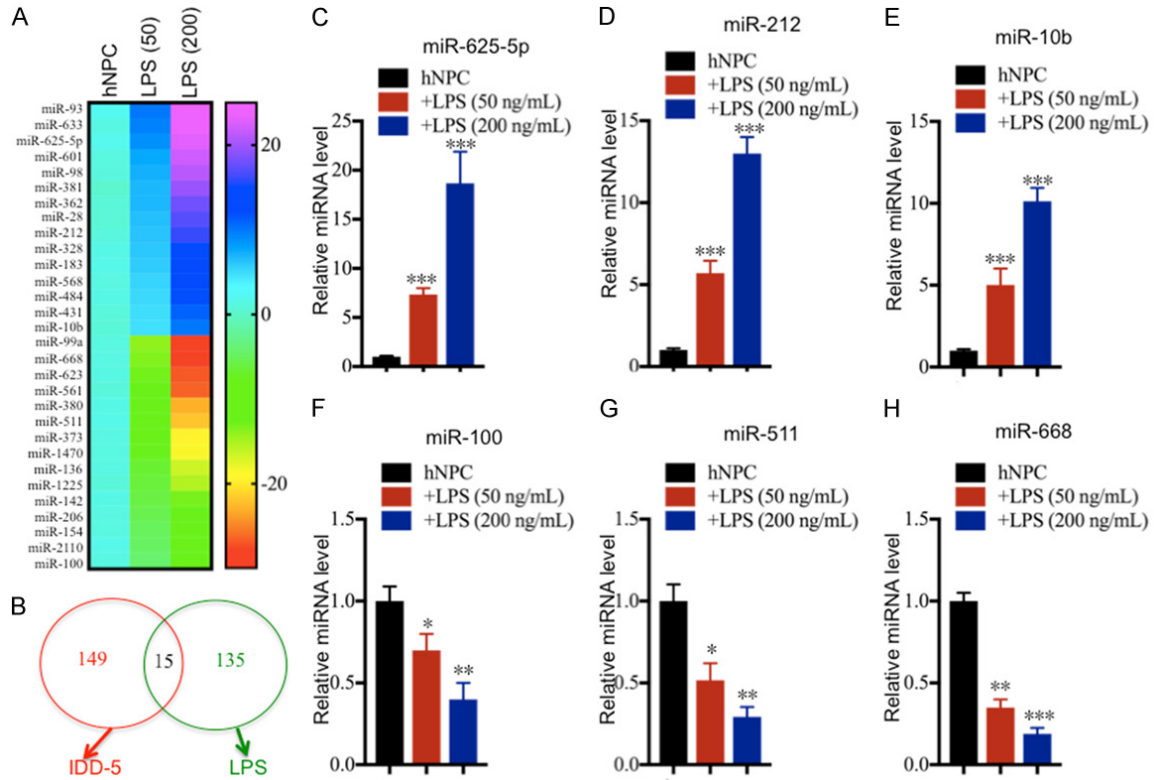 A
hNPC
LPS (50)
LPS (200)
miR-93
miR-633
miR-625-5p
miR-601
miR-98
miR-381
miR-362
miR-28
miR-212
miR-328
miR-183
miR-568
miR-484
miR-431
miR-10b
miR-99a
miR-668
miR-623
miR-561
miR-380
miR-511
miR-373
miR-1470
miR-136
miR-1225
miR-142
miR-206
miR-154
miR-2110
miR-100
20
0
-20
B
149
15
135
IDD-5
LPS
C
miR-625-5p
hNPC
+LPS (50 ng/mL)
+LPS (200 ng/mL)
Relative miRNA level
25
20
15
10
5
0
***
***
D
miR-212
hNPC
+LPS (50 ng/mL)
+LPS (200 ng/mL)
Relative miRNA level
15
10
5
0
***
***
E
miR-10b
hNPC
+LPS (50 ng/mL)
+LPS (200 ng/mL)
Relative miRNA level
15
10
5
0
***
***
F
miR-100
hNPC
+LPS (50 ng/mL)
+LPS (200 ng/mL)
Relative miRNA level
1.5
1.0
0.5
0.0
*
**
G
miR-511
hNPC
+LPS (50 ng/mL)
+LPS (200 ng/mL)
Relative miRNA level
1.5
1.0
0.5
0.0
*
**
H
miR-668
hNPC
+LPS (50 ng/mL)
+LPS (200 ng/mL)
Relative miRNA level
1.5
1.0
0.5
0.0
**
***